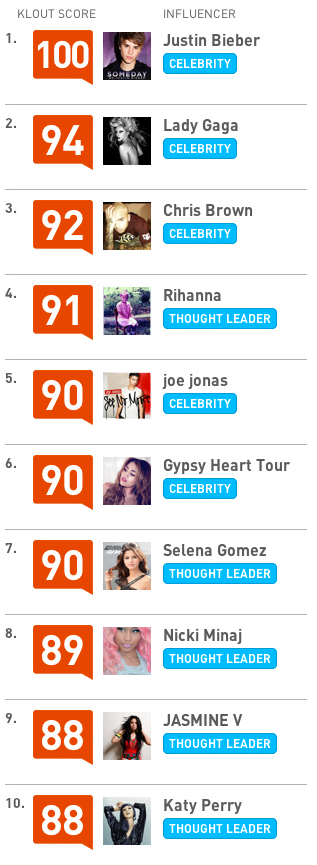 KLOUT SCORE INFLUENCER
1. 100 Justin Bieber
CELEBRITY
SOMEDAY
2. 94 Lady Gaga
CELEBRITY
3. 92 Chris Brown
CELEBRITY
4. 91 Rihanna
THOUGHT LEADER
5. 90 joe jonas
CELEBRITY
SEE NO MORE
6. 90 Gypsy Heart Tour
CELEBRITY
7. 90 Selena Gomez
THOUGHT LEADER
8. 89 Nicki Minaj
THOUGHT LEADER
9. 88 JASMINE V
THOUGHT LEADER
10. 88 Katy Perry
THOUGHT LEADER